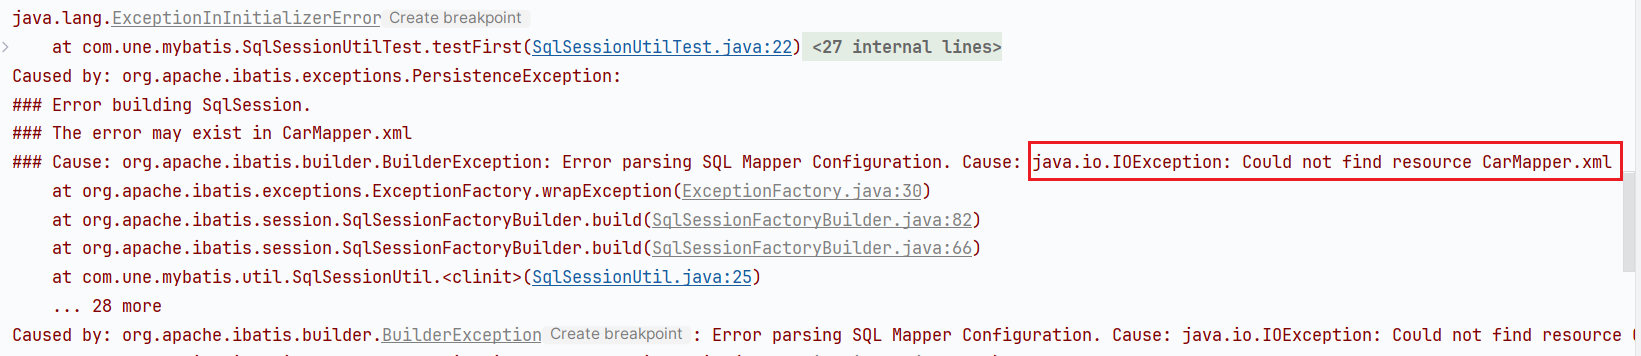 java.lang.ExceptionInInitializerError Create breakpoint
at com.une.mybatis.SqlSessionUtilTest.testFirst(SqlSessionUtilTest.java:22) <27 internal lines>
Caused by: org.apache.ibatis.exceptions.PersistenceException:
### Error building SqlSession.
### The error may exist in CarMapper.xml
### Cause: org.apache.ibatis.builder.BuilderException: Error parsing SQL Mapper Configuration. Cause: java.io.IOException: Could not find resource CarMapper.xml
at org.apache.ibatis.exceptions.ExceptionFactory.wrapException(ExceptionFactory.java:30)
at org.apache.ibatis.session.SqlSessionFactoryBuilder.build(SqlSessionFactoryBuilder.java:82)
at org.apache.ibatis.session.SqlSessionFactoryBuilder.build(SqlSessionFactoryBuilder.java:66)
at com.une.mybatis.util.SqlSessionUtil.<clinit>(SqlSessionUtil.java:25)
... 28 more
Caused by: org.apache.ibatis.builder.BuilderException Create breakpoint : Error parsing SQL Mapper Configuration. Cause: java.io.IOException: Could not find resource